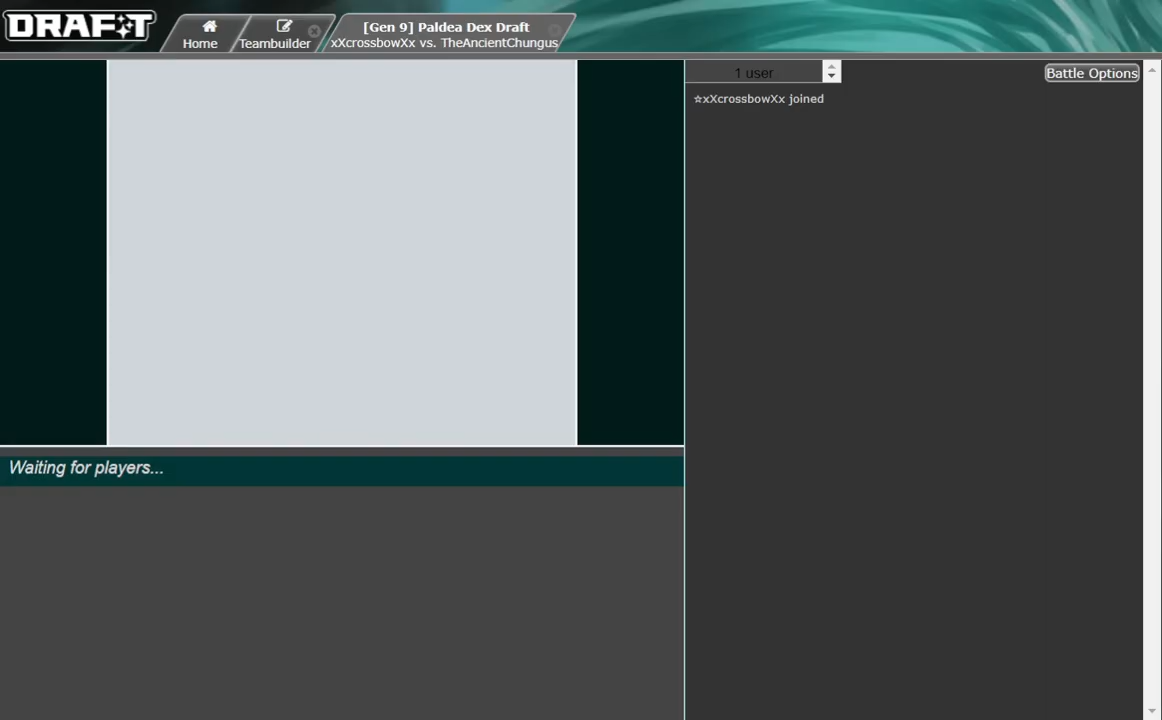 DRAFT
Home
Teambuilder
[Gen 9] Paldea Dex Draft
xXcrossbowXx vs. TheAncientChungus
1 user
Battle Options
☆xXcrossbowXx joined
Waiting for players...